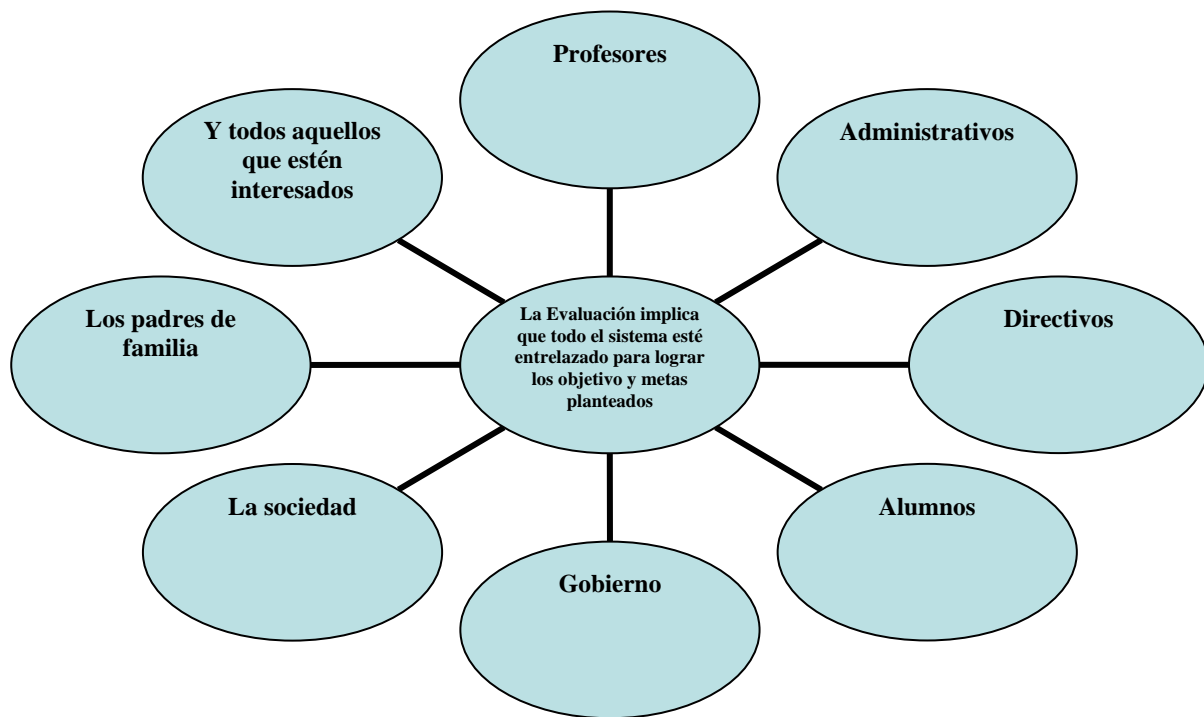 Profesores
Administrativos
Directivos
Alumnos
Gobierno
La sociedad
Los padres de
familia
Y todos aquellos
que estén
interesados
La Evaluación implica
que todo el sistema esté
entrelazado para lograr
los objetivo y metas
planteados